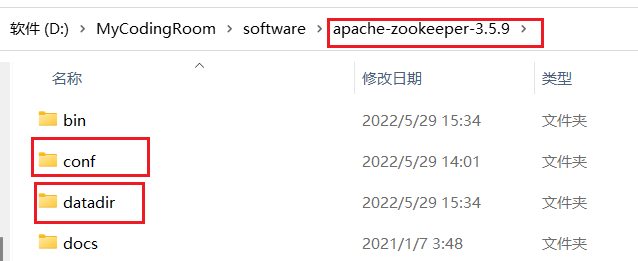 软件 (D:) > MyCodingRoom > software > apache-zookeeper-3.5.9 >
名称 修改日期 类型
bin 2022/5/29 15:34 文件夹
conf 2022/5/29 14:01 文件夹
datadir 2022/5/29 15:34 文件夹
docs 2021/1/7 3:48 文件夹